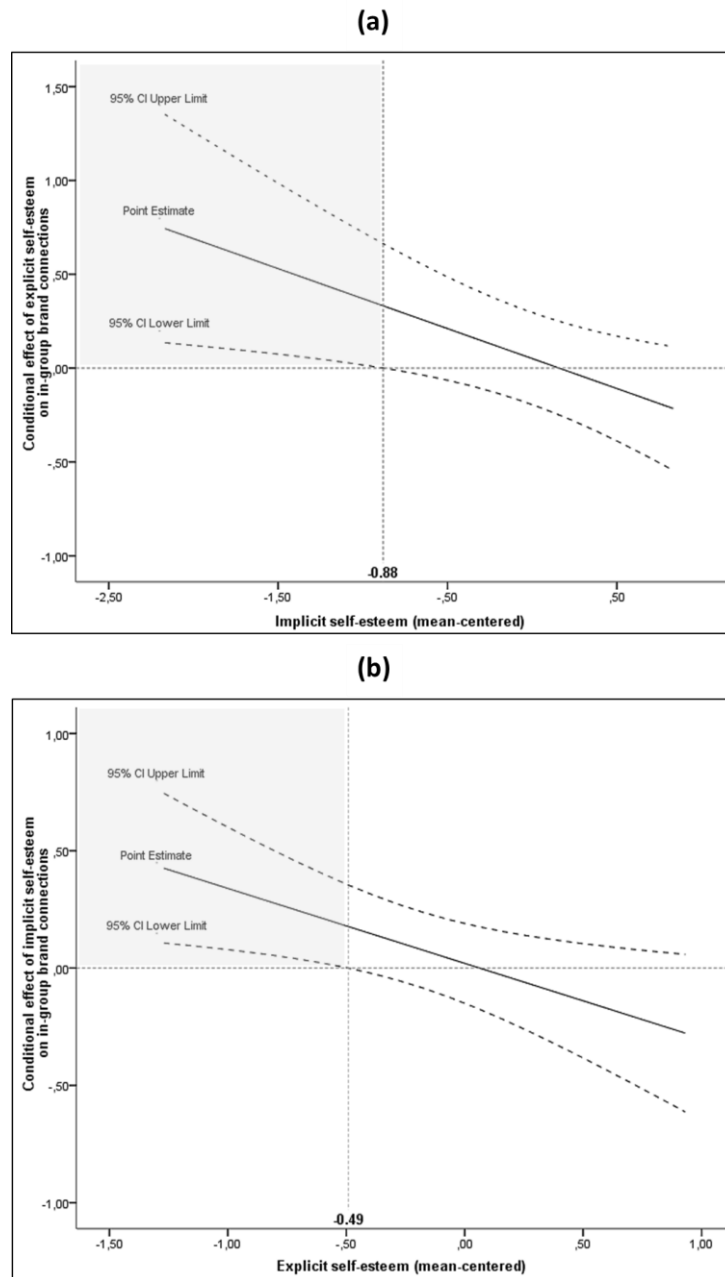 (a)
1,50
1,00
,50
,00
-,50
-1,00
95% CI Upper Limit
Point Estimate
95% CI Lower Limit
Conditional effect of explicit self-esteem
on in-group brand connections
-0.88
-2,50
-1,50
-,50
,50
Implicit self-esteem (mean-centered)
(b)
1,00
,50
,00
-,50
-1,00
95% CI Upper Limit
Point Estimate
95% CI Lower Limit
Conditional effect of implicit self-esteem
on in-group brand connections
-0.49
-1,50
-1,00
-,50
,00
,50
1,00
Explicit self-esteem (mean-centered)